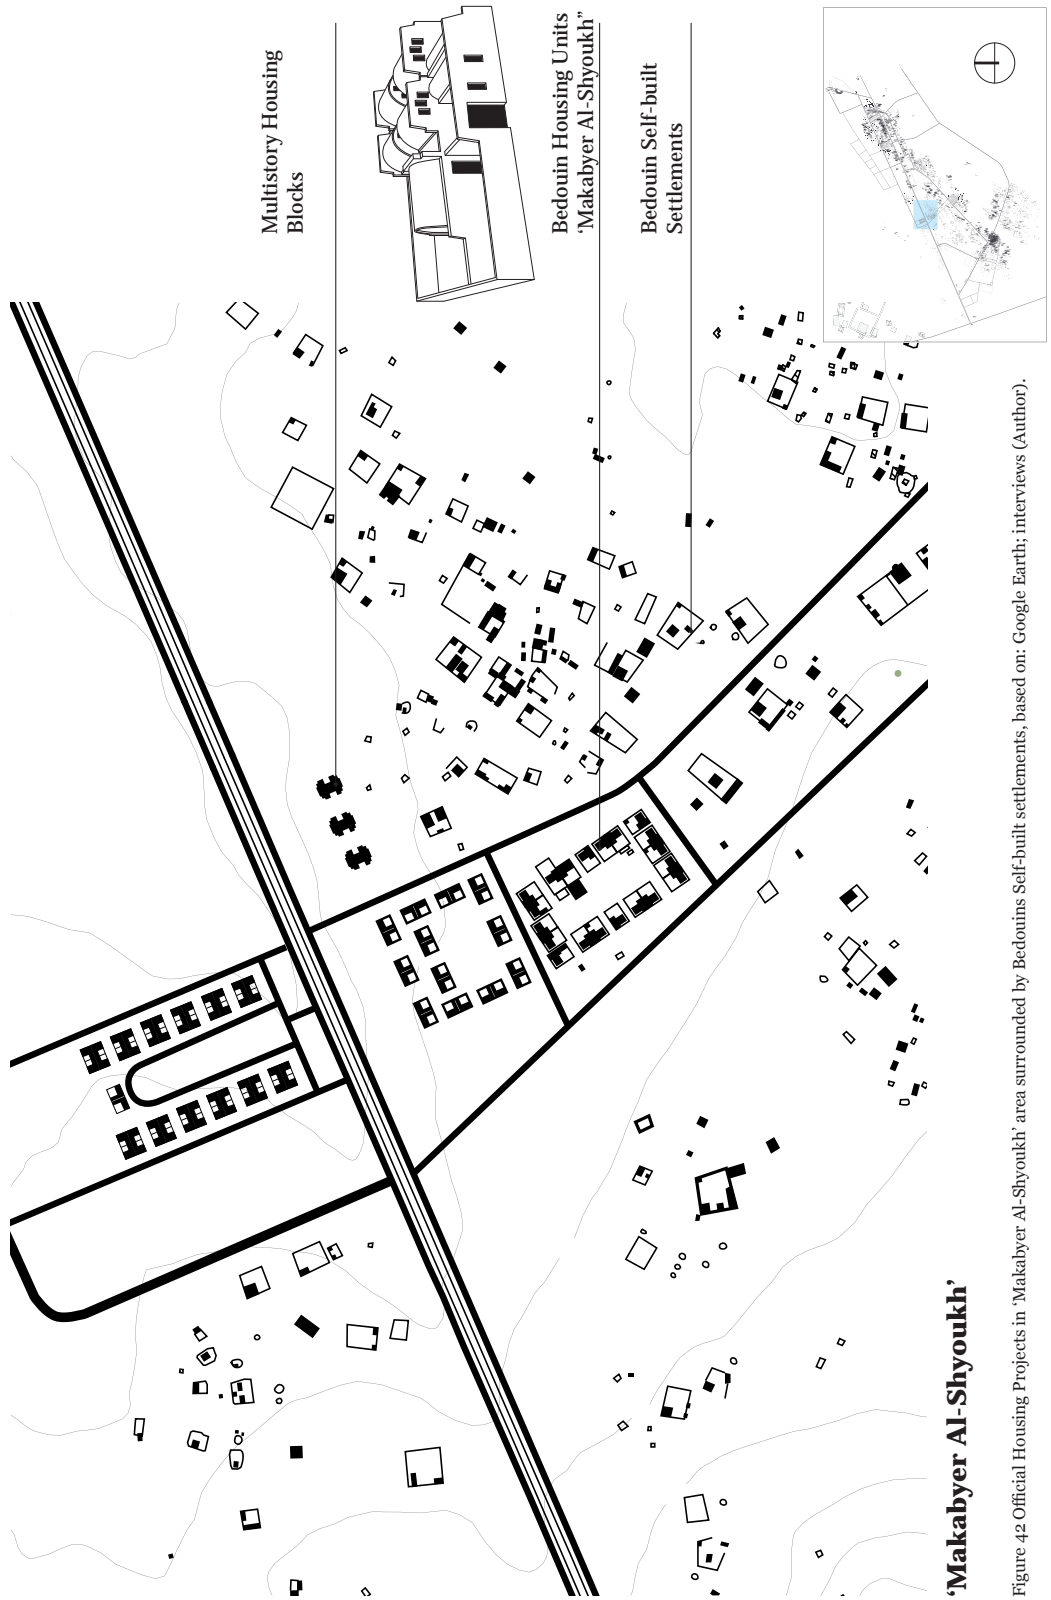 Multistory Housing
Blocks
Bedouin Housing Units
‘Makabyer Al-Shyoukh”
Bedouin Self-built
Settlements
‘Makabyer Al-Shyoukh’
Figure 42 Official Housing Projects in ‘Makabyer Al-Shyoukh’ area surrounded by Bedouins Self-built settlements, based on: Google Earth; interviews (Author).